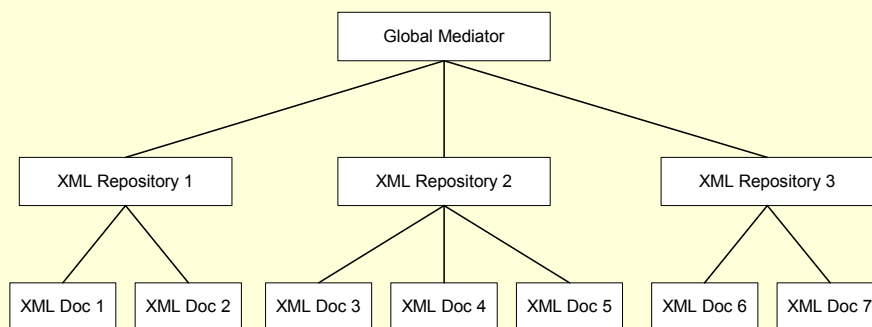 Global Mediator
XML Repository 1
XML Repository 2
XML Repository 3
XML Doc 1
XML Doc 2
XML Doc 3
XML Doc 4
XML Doc 5
XML Doc 6
XML Doc 7